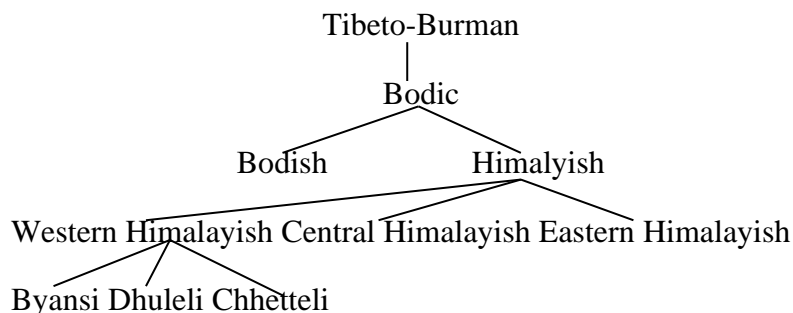 Tibeto-Burman
Bodic
Bodish Himalyish
Western Himalayish Central Himalayish Eastern Himalayish
Byansi Dhuleli Chhetteli